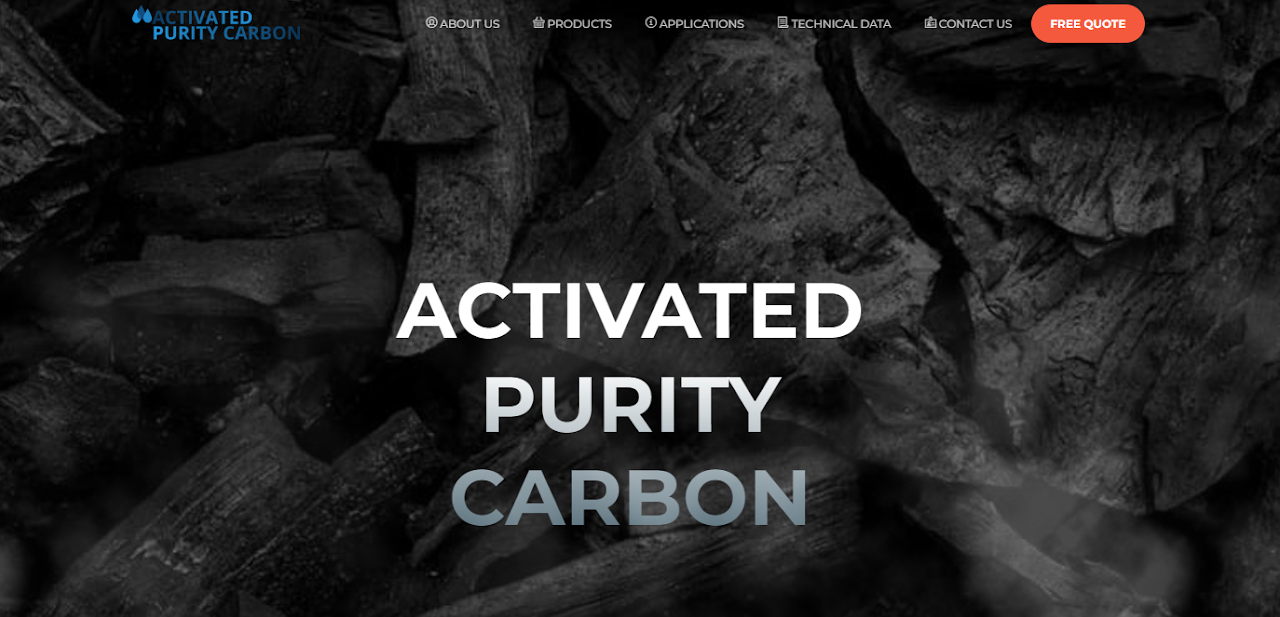 ACTIVATED
PURITY CARBON
ABOUT US
PRODUCTS
APPLICATIONS
TECHNICAL DATA
CONTACT US
FREE QUOTE
ACTIVATED
PURITY
CARBON